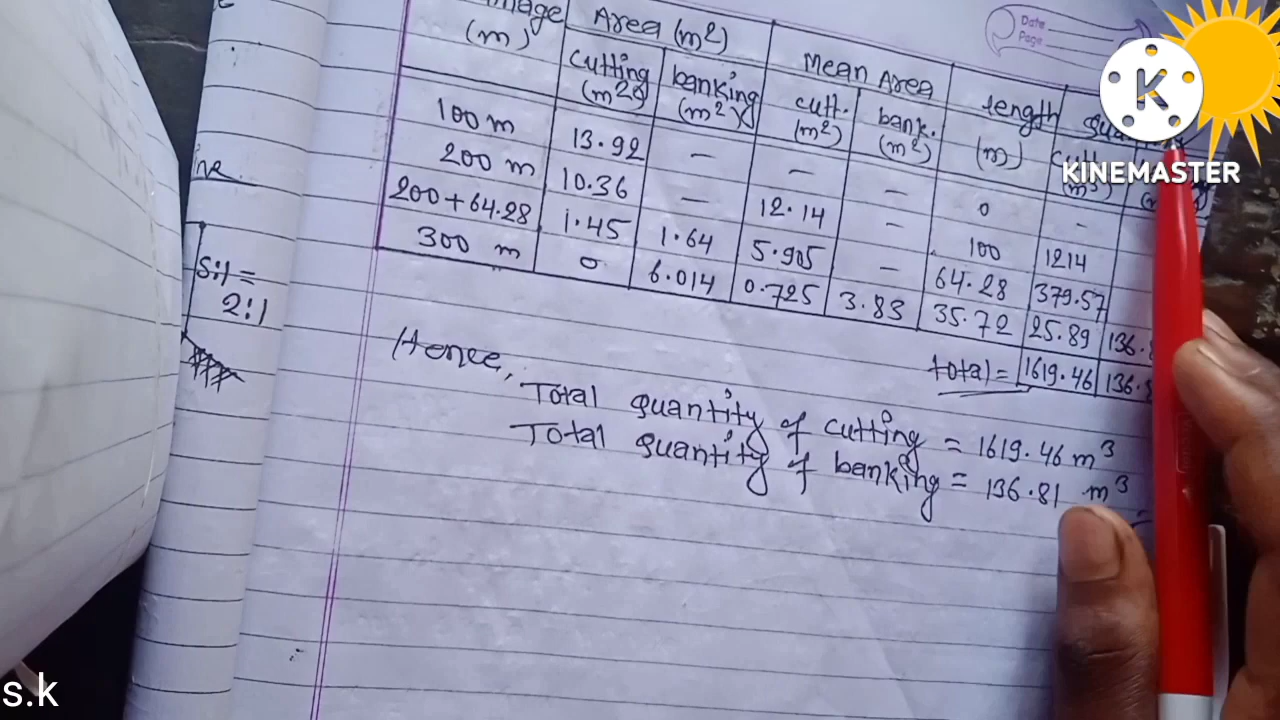 Date
Page
Area (m²) Mean Area length
(m) cutting (m²) banking (m²) cutt. (m²) bank. (m²) (m) (m³)
100 m 13.92 – – – 0 -
200 m 10.36 – 12.14 – 100 1214
200+64.28 1.45 1.64 5.905 – 64.28 379.57
300 m 0 6.014 0.725 3.83 35.72 25.89
total = 1619.46
Hence,
Total quantity of cutting = 1619.46 m³
Total quantity of banking = 136.81 m³
S:1 =
2:1
K
KINEMASTER
s.k